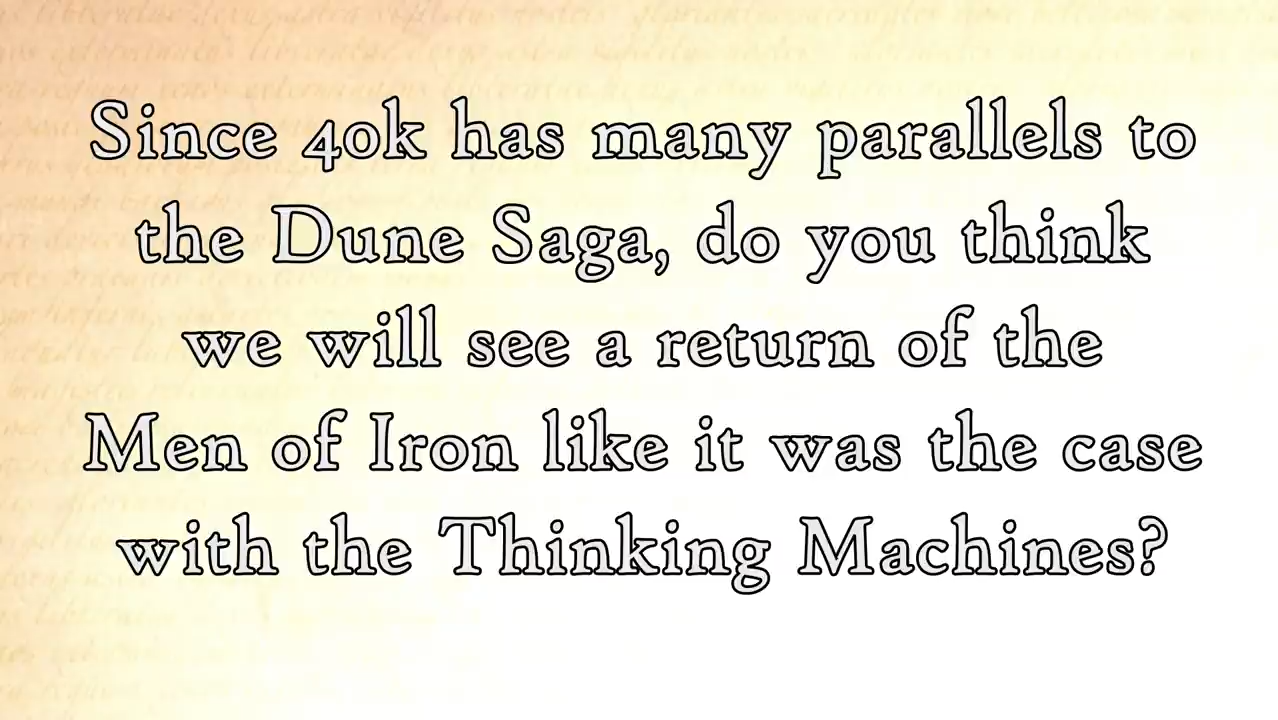 Since 40k has many parallels to
the Dune Saga, do you think
we will see a return of the
Men of Iron like it was the case
with the Thinking Machines?